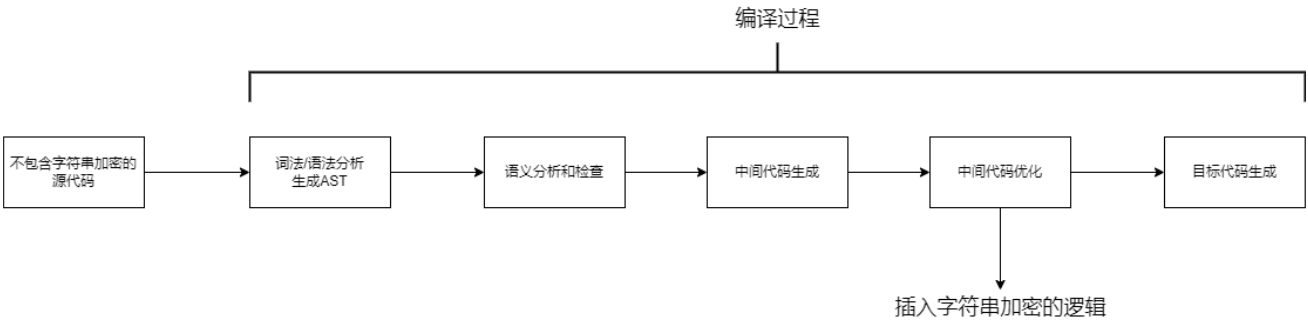 编译过程
不包含字符串加密的
源代码
词法/语法分析
生成AST
语义分析和检查
中间代码生成
中间代码优化
目标代码生成
插入字符串加密的逻辑